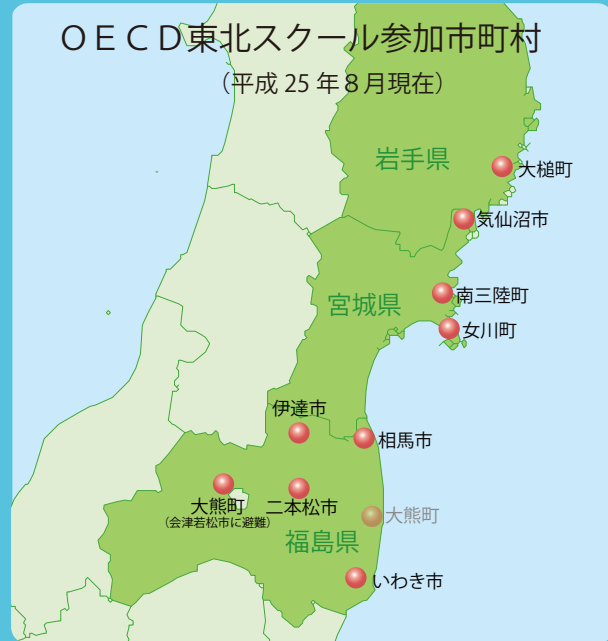 ＯＥＣＤ東北スクール参加市町村
（平成 25 年８月現在）
岩手県
大槌町
気仙沼市
南三陸町
宮城県
女川町
伊達市
相馬市
大熊町
（会津若松市に避難）
二本松市
大熊町
福島県
いわき市